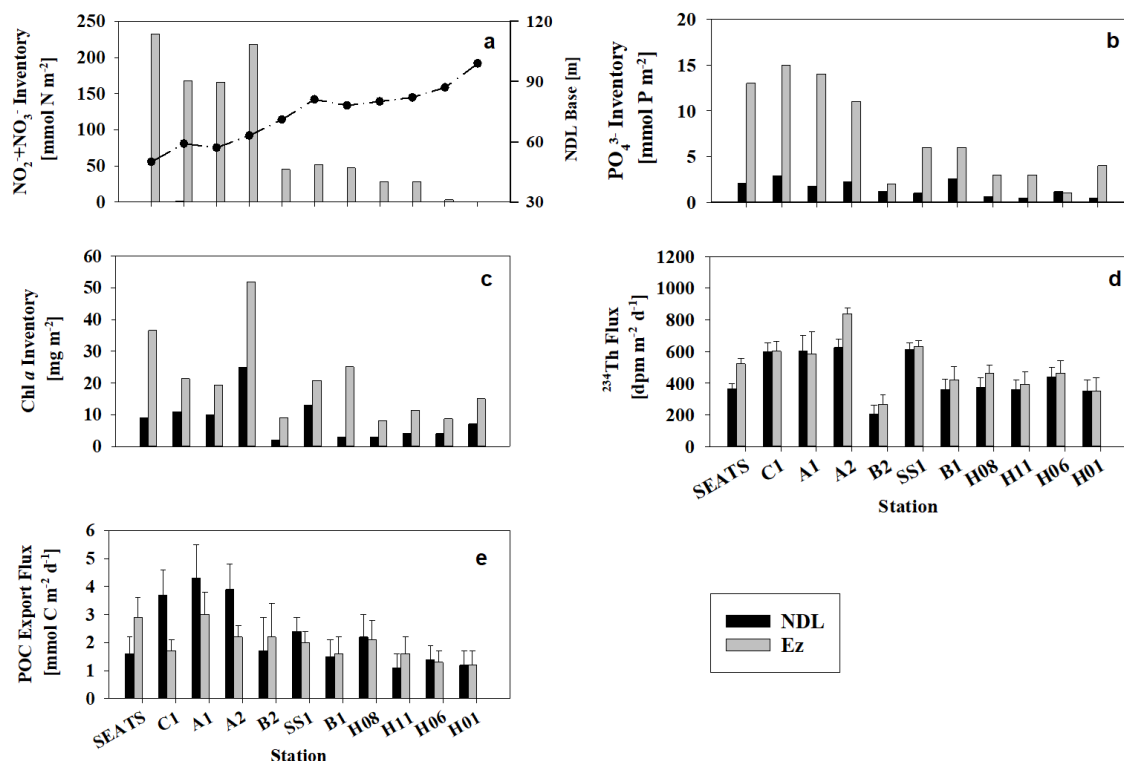 a
NO₂⁻+NO₃⁻ Inventory
[mmol N m⁻²]
250
200
150
100
50
0
120
90
60
30
NDL Base [m]
b
PO₄³⁻ Inventory
[mmol P m⁻²]
20
15
10
5
0
c
Chl a Inventory
[mg m⁻²]
60
50
40
30
20
10
0
d
²³⁴Th Flux
[dpm m⁻² d⁻¹]
1200
1000
800
600
400
200
0
SEATS
C1
A1
A2
B2
SS1
B1
H08
H11
H06
H01
Station
e
POC Export Flux
[mmol C m⁻² d⁻¹]
6
5
4
3
2
1
0
SEATS
C1
A1
A2
B2
SS1
B1
H08
H11
H06
H01
Station
NDL
Ez